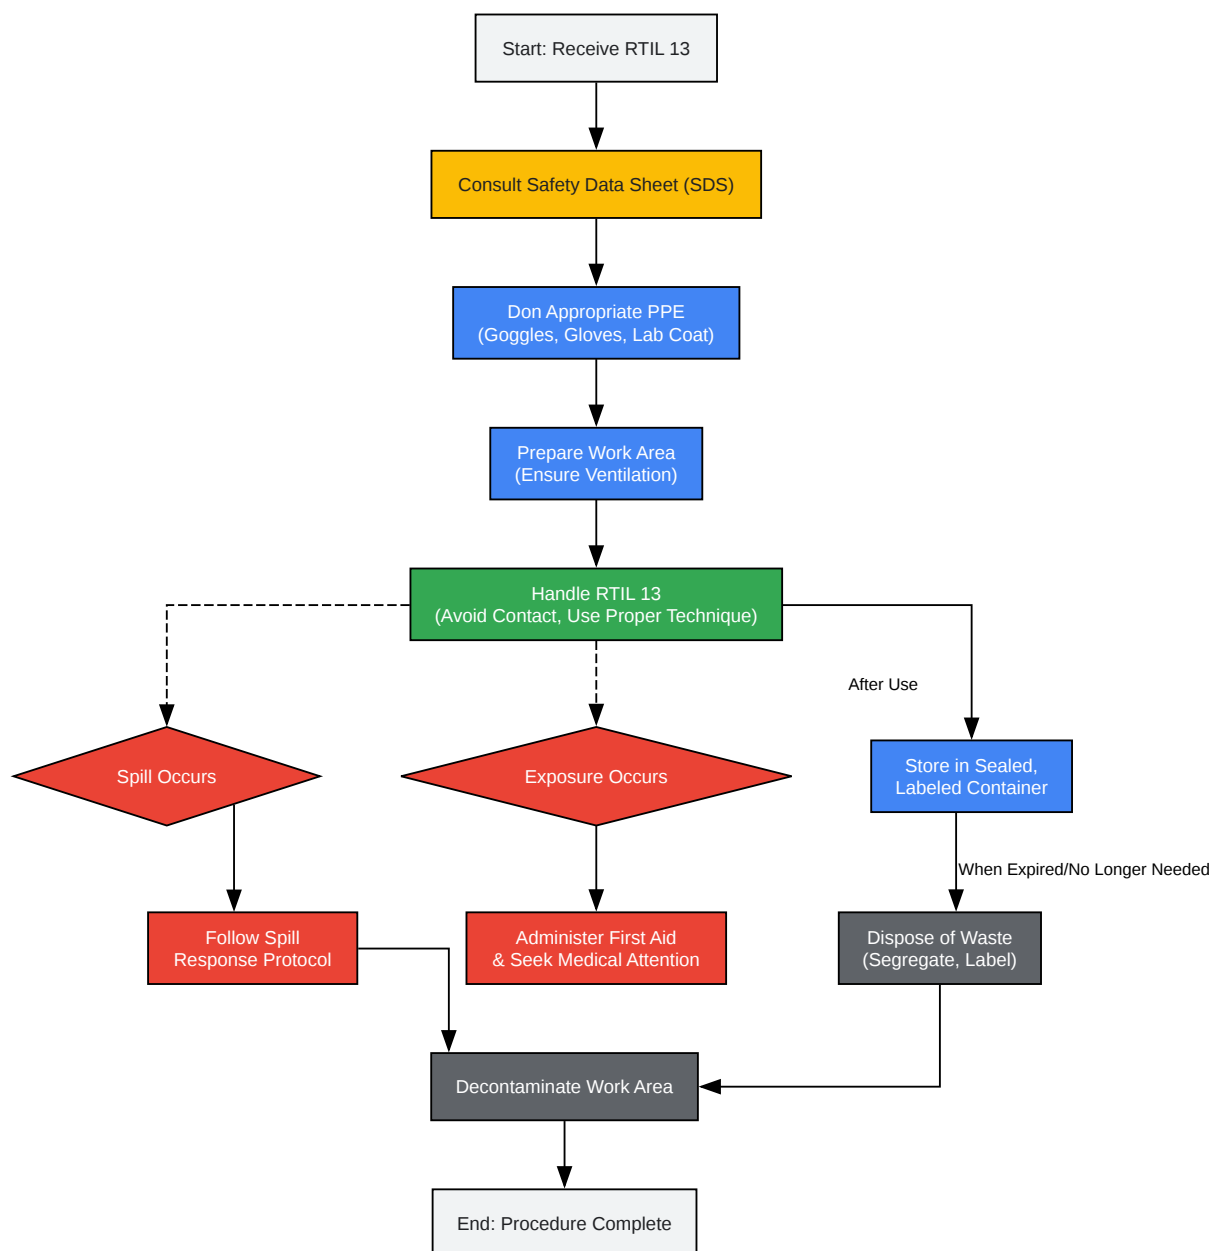 Start: Receive RTIL 13
Consult Safety Data Sheet (SDS)
Don Appropriate PPE
(Goggles, Gloves, Lab Coat)
Prepare Work Area
(Ensure Ventilation)
Handle RTIL 13
(Avoid Contact, Use Proper Technique)
After Use
Spill Occurs
Exposure Occurs
Store in Sealed,
Labeled Container
When Expired/No Longer Needed
Follow Spill
Response Protocol
Administer First Aid
& Seek Medical Attention
Dispose of Waste
(Segregate, Label)
Decontaminate Work Area
End: Procedure Complete